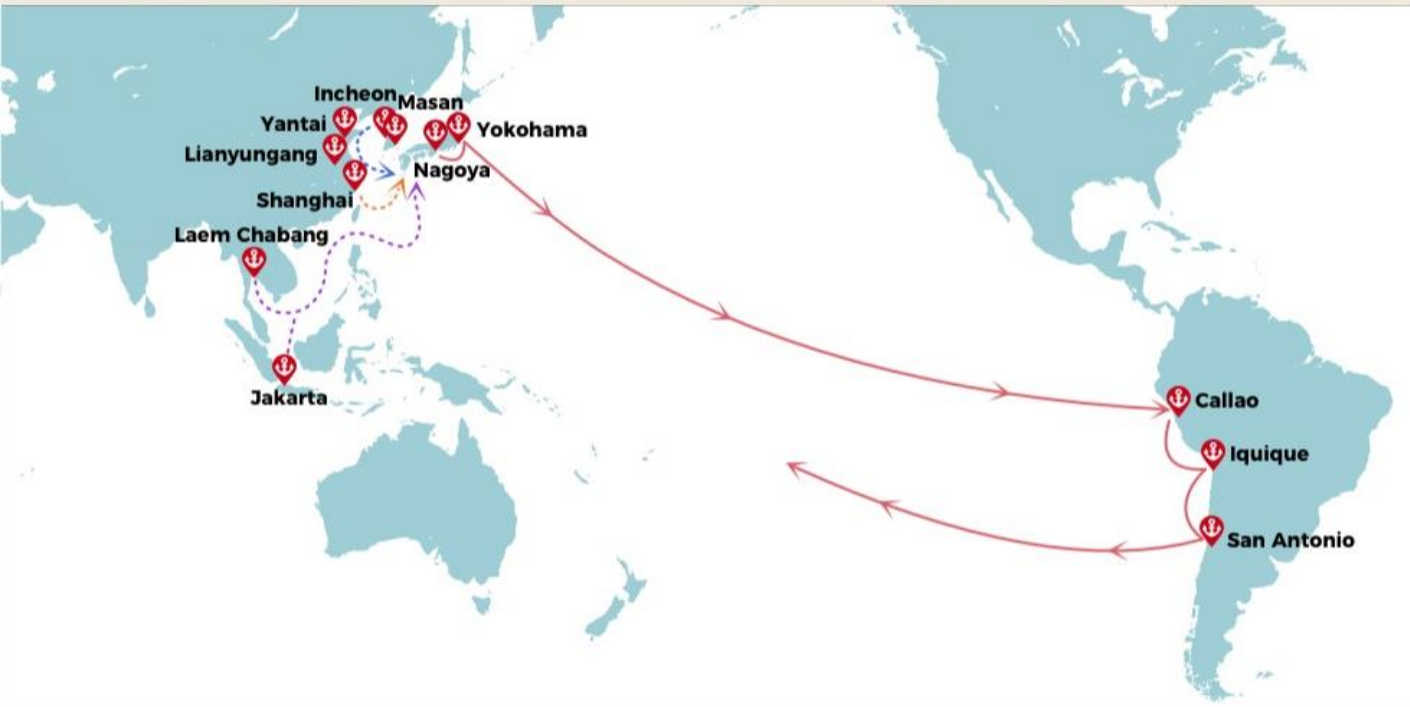 Incheon
Masan
Yantai
Yokohama
Lianyungang
Nagoya
Shanghai
Laem Chabang
Jakarta
Callao
Iquique
San Antonio